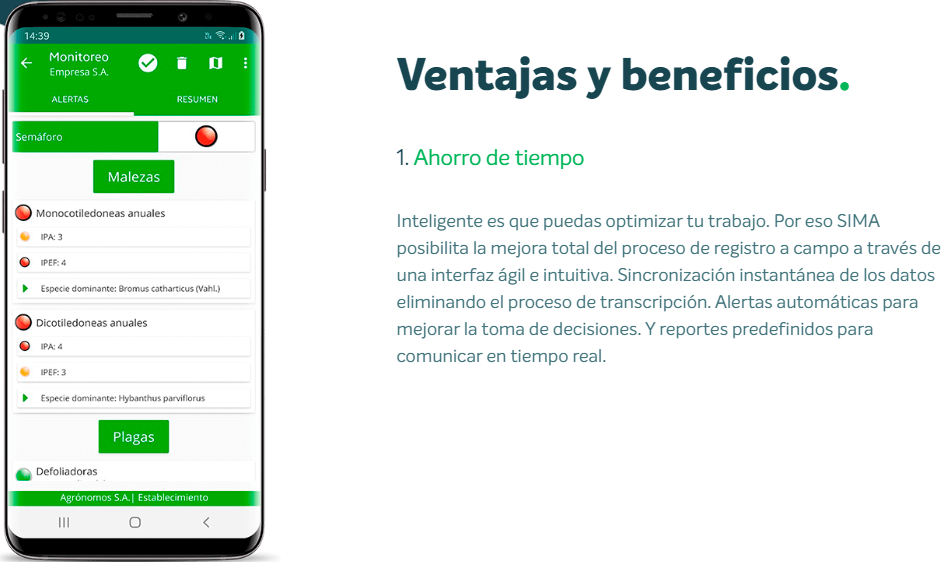 14:39
Monitoreo
Empresa S.A.
ALERTAS
RESUMEN
Semáforo
Malezas
Monocotiledoneas anuales
IPA: 3
IPEF: 4
Especie dominante: Bromus catharticus (Vahl.)
Dicotiledoneas anuales
IPA: 4
IPEF: 3
Especie dominante: Hybanthus parviflorus
Plagas
Defoliadoras
Agrónomos S.A.| Establecimiento
Ventajas y beneficios.
1. Ahorro de tiempo
Inteligente es que puedas optimizar tu trabajo. Por eso SIMA
posibilita la mejora total del proceso de registro a campo a través de
una interfaz ágil e intuitiva. Sincronización instantánea de los datos
eliminando el proceso de transcripción. Alertas automáticas para
mejorar la toma de decisiones. Y reportes predefinidos para
comunicar en tiempo real.